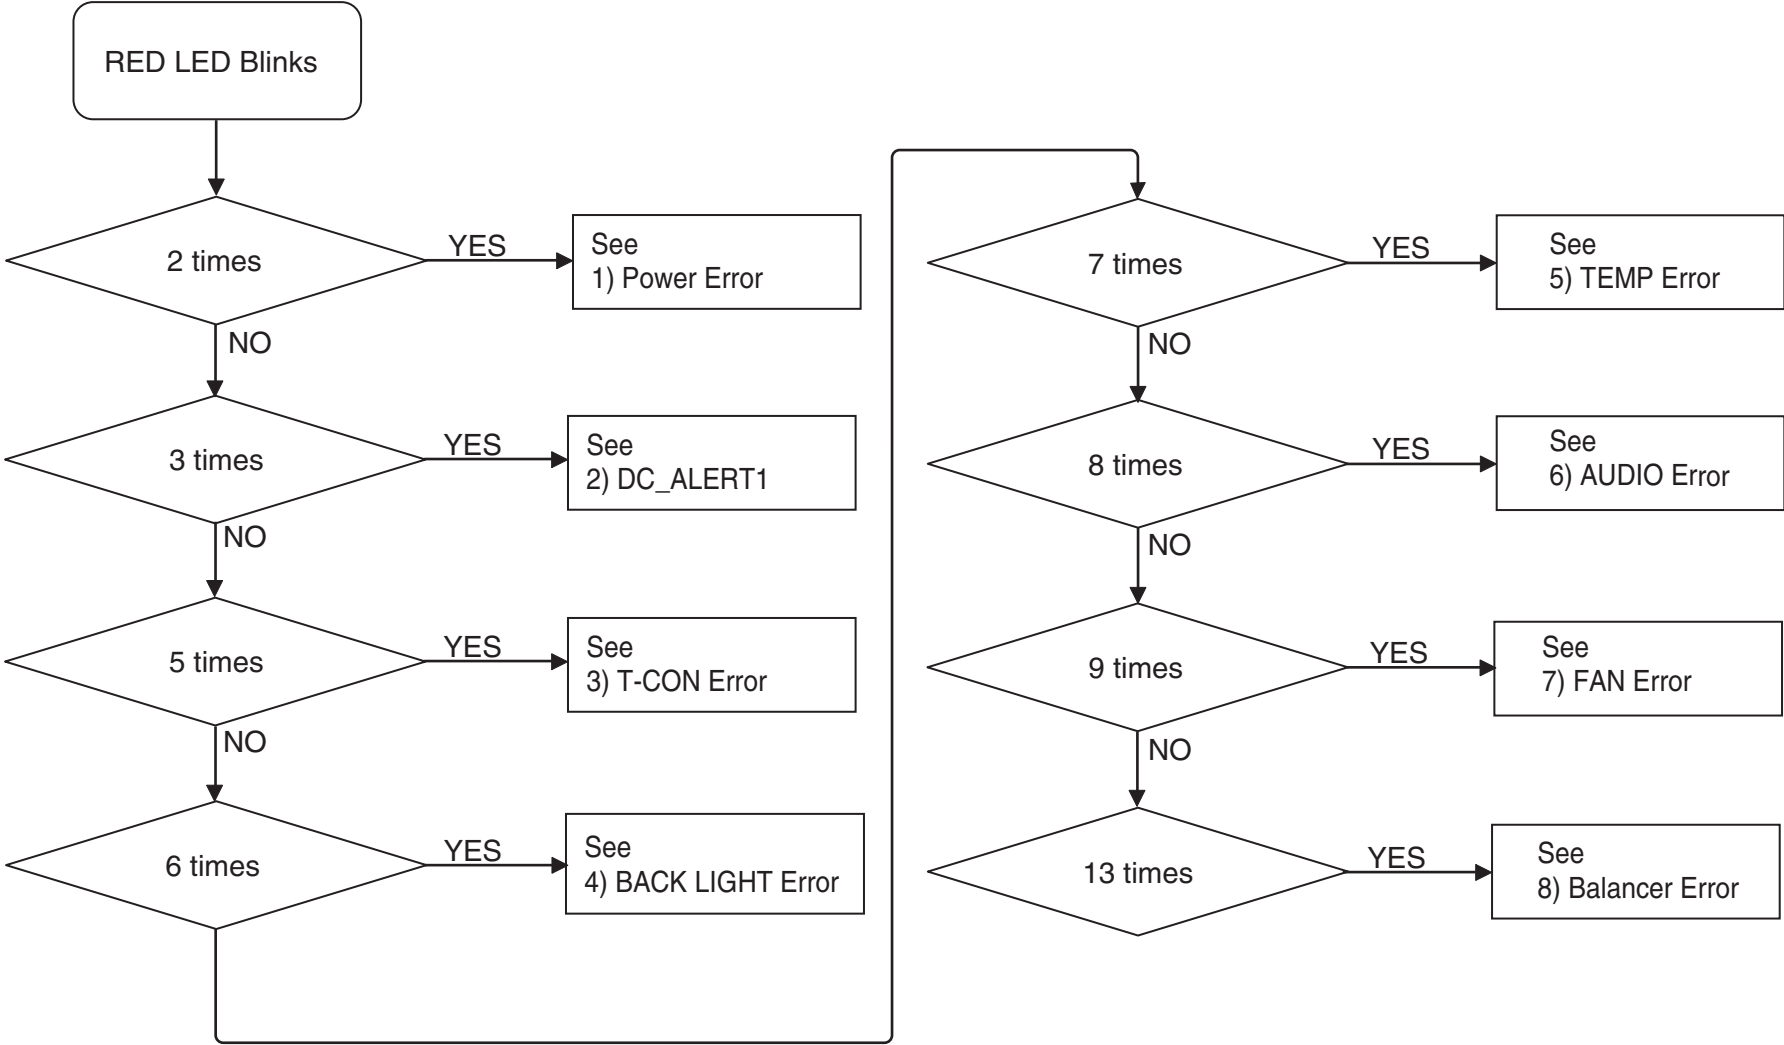 RED LED Blinks
2 times
YES
See
1) Power Error
NO
3 times
YES
See
2) DC_ALERT1
NO
5 times
YES
See
3) T-CON Error
NO
6 times
YES
See
4) BACK LIGHT Error
7 times
YES
See
5) TEMP Error
NO
8 times
YES
See
6) AUDIO Error
NO
9 times
YES
See
7) FAN Error
NO
13 times
YES
See
8) Balancer Error